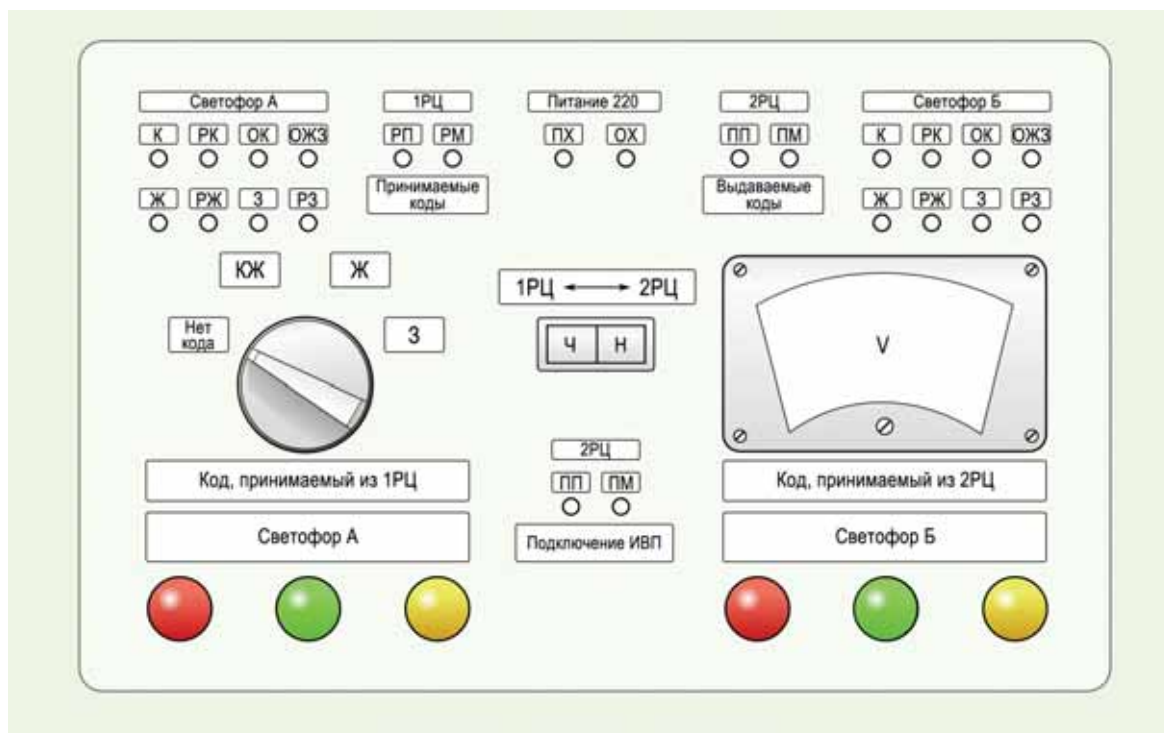 Светофор А
1РЦ
Питание 220
2РЦ
Светофор Б
К РК ОК ОЖЗ
РП РМ
ПХ ОХ
ПП ПМ
К РК ОК ОЖЗ
Принимаемые
коды
Выдаваемые
коды
Ж РЖ З РЗ
Ж РЖ З РЗ
КЖ Ж
1РЦ ⟷ 2РЦ
Нет
кода
З
Ч Н
V
2РЦ
ПП ПМ
Код, принимаемый из 1РЦ
Код, принимаемый из 2РЦ
Светофор А
Подключение ИВП
Светофор Б